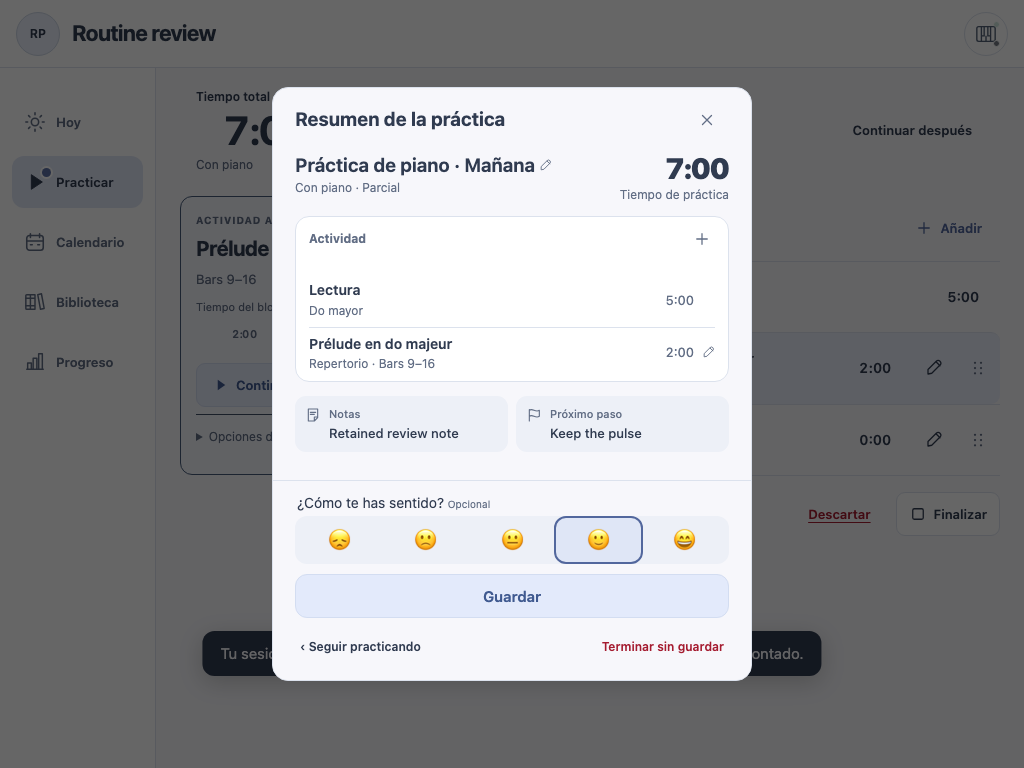 RP
Routine review
Hoy
Practicar
Calendario
Biblioteca
Progreso
Tiempo total
7:0
Con piano
Continuar después
ACTIVIDAD A
Prélude
Bars 9–16
Tiempo del blo
2:00
Conti
Opciones d
Añadir
5:00
2:00
0:00
Descartar
Finalizar
Tu sesi
ontado.
Resumen de la práctica
Práctica de piano · Mañana
Con piano · Parcial
7:00
Tiempo de práctica
Actividad
Lectura
Do mayor
5:00
Prélude en do majeur
Repertorio · Bars 9–16
2:00
Notas
Retained review note
Próximo paso
Keep the pulse
¿Cómo te has sentido? Opcional
Guardar
‹ Seguir practicando
Terminar sin guardar